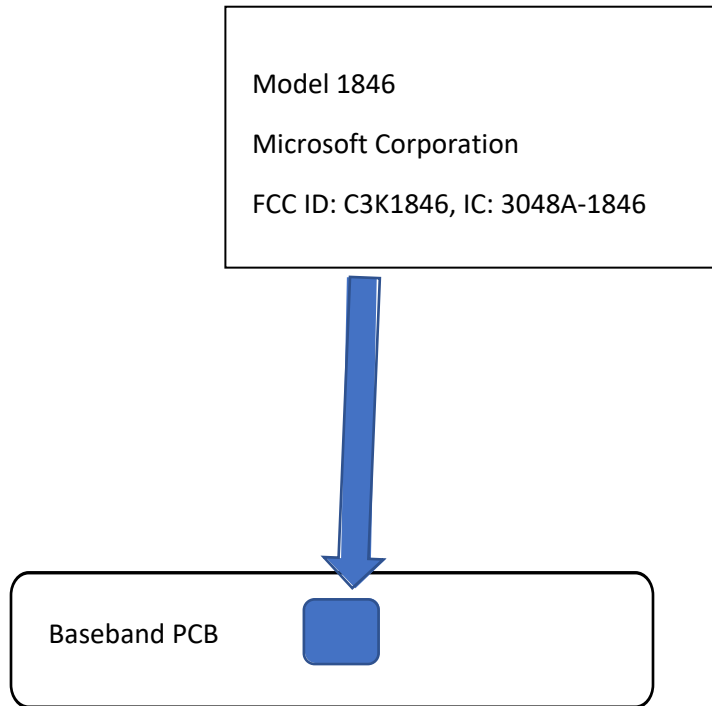 Model 1846
Microsoft Corporation
FCC ID: C3K1846, IC: 3048A-1846
Baseband PCB